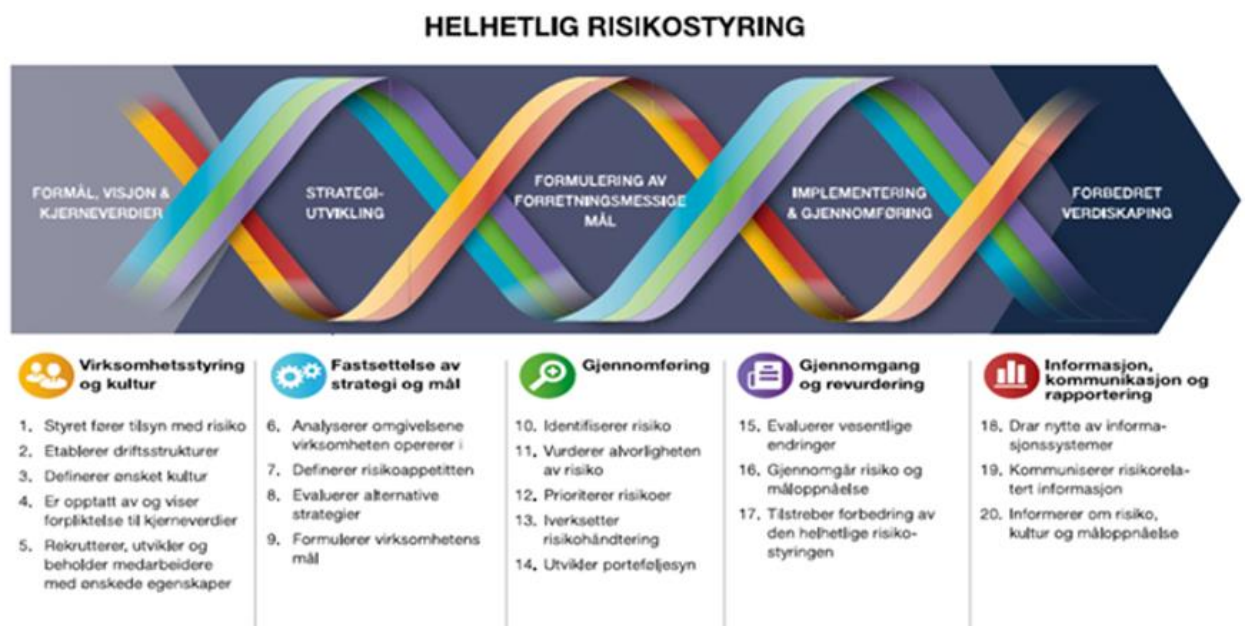 HELHETLIG RISIKOSTYRING
FORMÅL, VISJON &
KJERNEVERDIER
STRATEGI-
UTVIKLING
FORMULERING AV
FORRETNINGSMESSIGE
MÅL
IMPLEMENTERING
& GJENNOMFØRING
FORBEDRET
VERDISKAPING
Virksomhetsstyring
og kultur
1. Styret fører tilsyn med risiko
2. Etablerer driftsstrukturer
3. Definerer ønsket kultur
4. Er opptatt av og viser
forpliktelse til kjerneverdier
5. Rekrutterer, utvikler og
beholder medarbeidere
med ønskede egenskaper
Fastsettelse av
strategi og mål
6. Analyserer omgivelsene
virksomheten opererer i
7. Definerer risikoappetitten
8. Evaluerer alternative
strategier
9. Formulerer virksomhetens
mål
Gjennomføring
10. Identifiserer risiko
11. Vurderer alvorligheten
av risiko
12. Prioriterer risikoer
13. Iverksetter
risikohåndtering
14. Utvikler porteføljesyn
Gjennomgang
og revurdering
15. Evaluerer vesentlige
endringer
16. Gjennomgår risiko og
måloppnåelse
17. Tilstreber forbedring av
den helhetlige risiko-
styringen
Informasjon,
kommunikasjon og
rapportering
18. Drar nytte av informa-
sjonssystemer
19. Kommuniserer risikorela-
tert informasjon
20. Informerer om risiko,
kultur og måloppnåelse